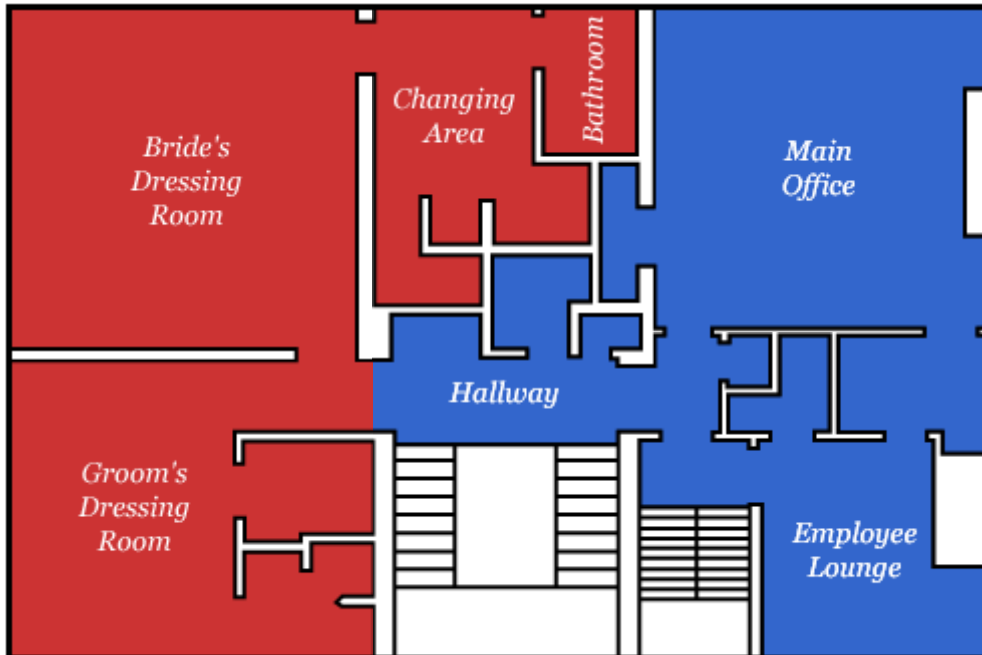 Bride's
Dressing
Room
Changing
Area
Bathroom
Main
Office
Hallway
Groom's
Dressing
Room
Employee
Lounge